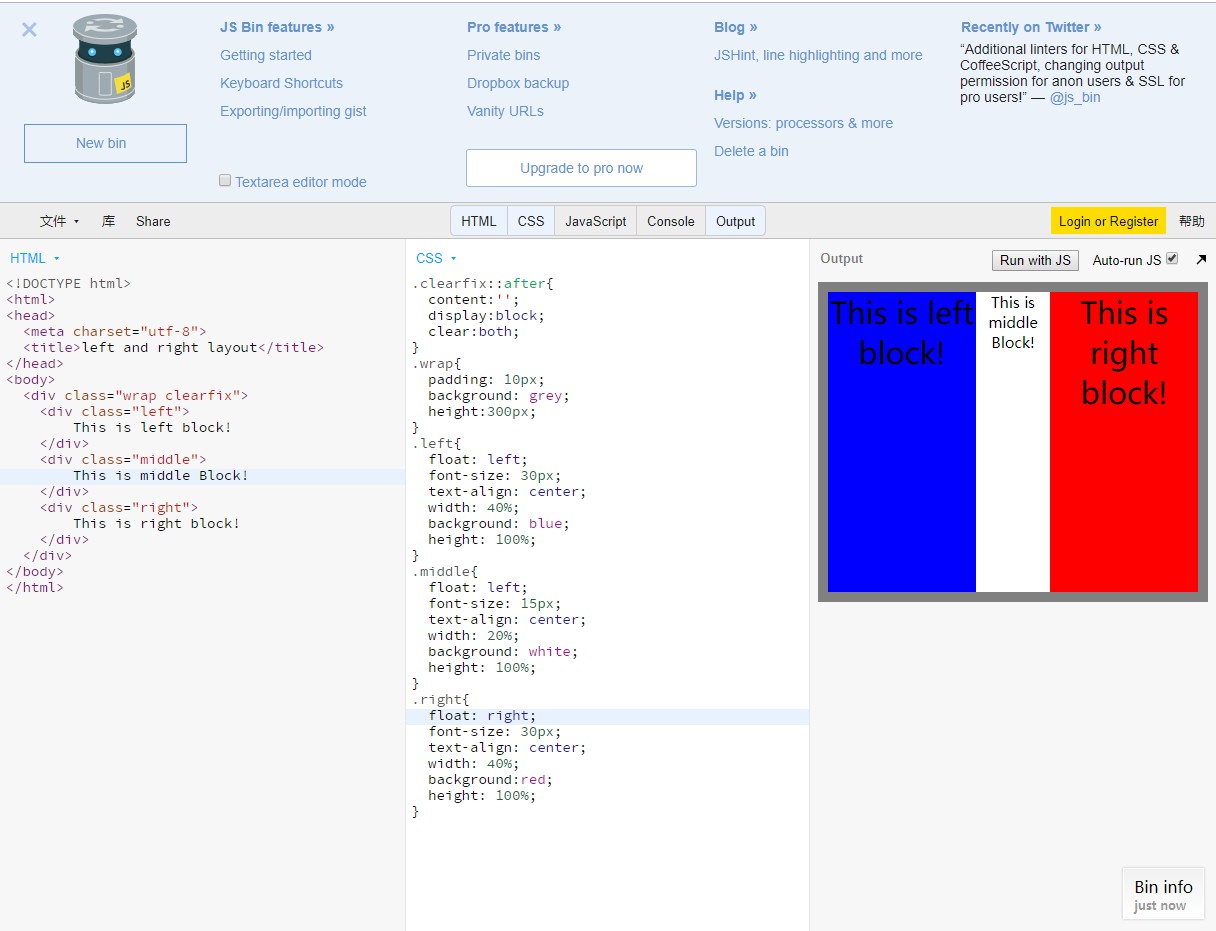 JS Bin features »
Getting started
Keyboard Shortcuts
Exporting/importing gist
Textarea editor mode
Pro features »
Private bins
Dropbox backup
Vanity URLs
Upgrade to pro now
Blog »
JSHint, line highlighting and more
Help »
Versions: processors & more
Delete a bin
Recently on Twitter »
“Additional linters for HTML, CSS &
CoffeeScript, changing output
permission for anon users & SSL for
pro users!” — @js_bin
JS
New bin
文件 库 Share
HTML CSS JavaScript Console Output
Login or Register 帮助
HTML
<!DOCTYPE html>
<html>
<head>
  <meta charset="utf-8">
  <title>left and right layout</title>
</head>
<body>
  <div class="wrap clearfix">
    <div class="left">
        This is left block!
    </div>
    <div class="middle">
        This is middle Block!
    </div>
    <div class="right">
        This is right block!
    </div>
  </div>
</body>
</html>
CSS
.clearfix::after{
  content:'';
  display:block;
  clear:both;
}
.wrap{
  padding: 10px;
  background: grey;
  height:300px;
}
.left{
  float: left;
  font-size: 30px;
  text-align: center;
  width: 40%;
  background: blue;
  height: 100%;
}
.middle{
  float: left;
  font-size: 15px;
  text-align: center;
  width: 20%;
  background: white;
  height: 100%;
}
.right{
  float: right;
  font-size: 30px;
  text-align: center;
  width: 40%;
  background:red;
  height: 100%;
}
Output
Run with JS
Auto-run JS
This is left
block!
This is
middle
Block!
This is
right
block!
Bin info
just now